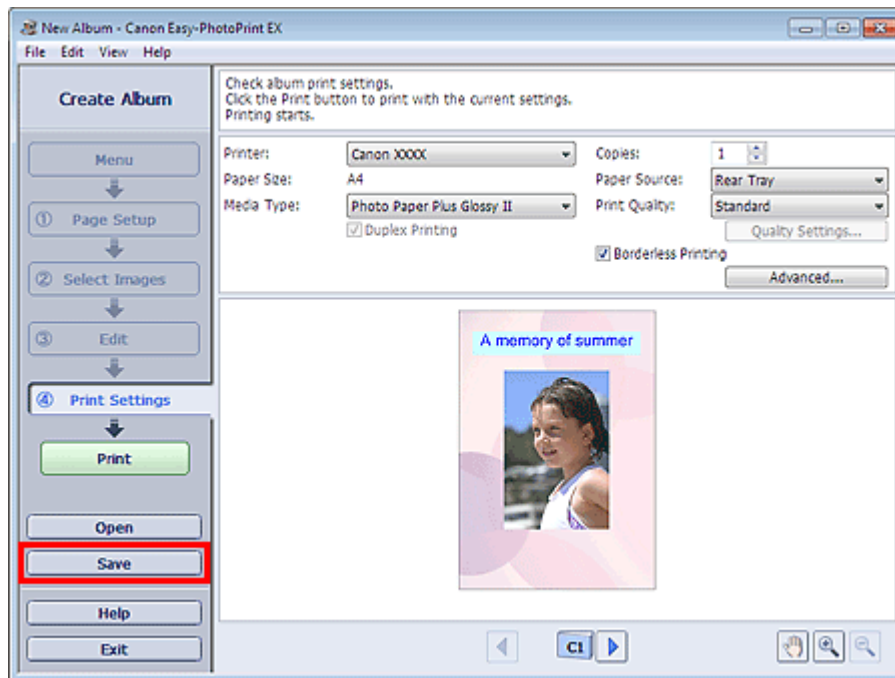 New Album - Canon Easy-PhotoPrint EX
File Edit View Help
Create Album
Menu
① Page Setup
② Select Images
③ Edit
④ Print Settings
Print
Open
Save
Help
Exit
Check album print settings.
Click the Print button to print with the current settings.
Printing starts.
Printer: Canon XXXX
Copies: 1
Paper Size: A4
Paper Source: Rear Tray
Media Type: Photo Paper Plus Glossy II
Print Quality: Standard
Duplex Printing
Quality Settings...
Borderless Printing
Advanced...
A memory of summer
C1